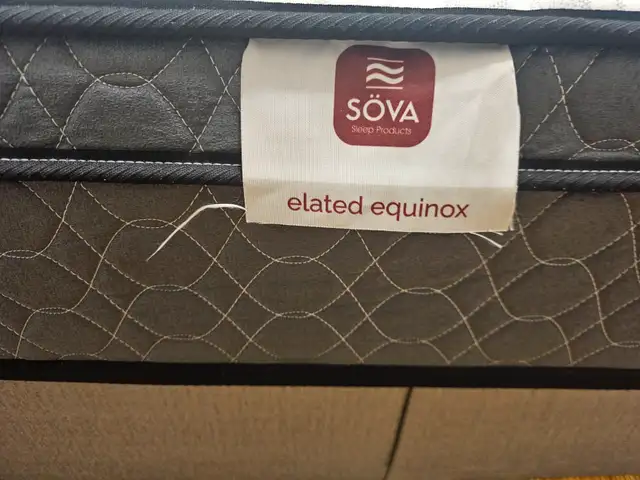 SÖVA
Sleep Products
elated equinox